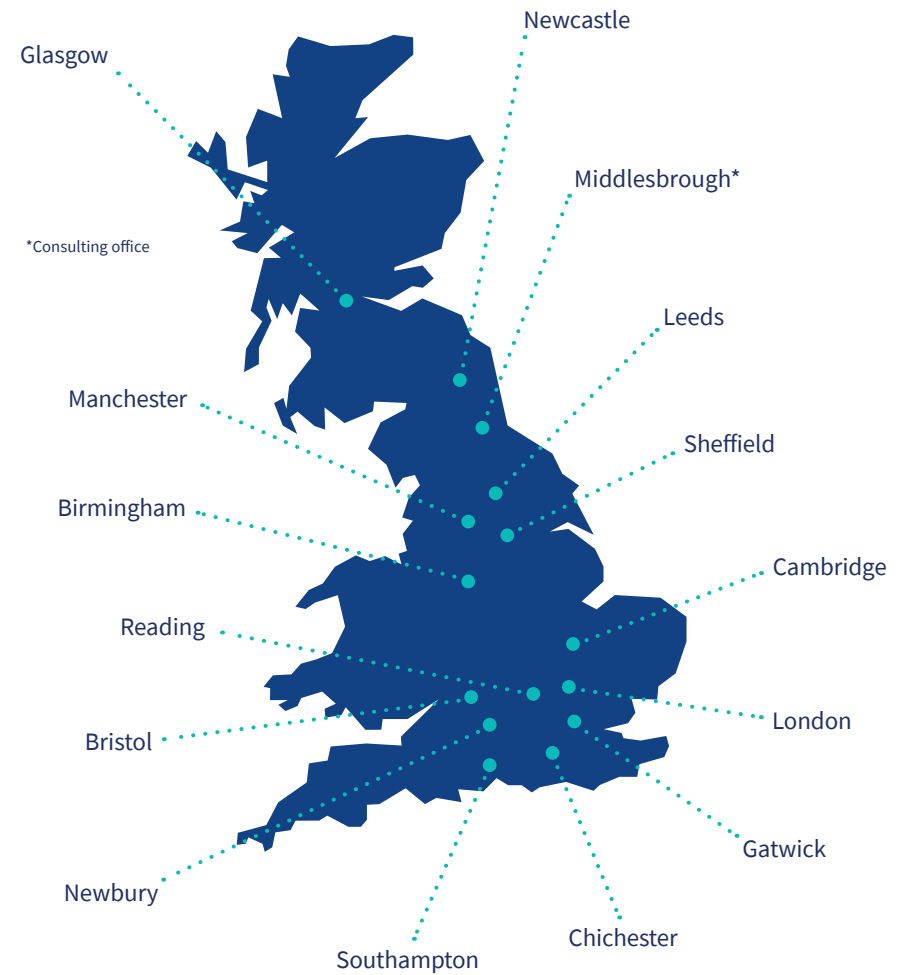 Newcastle
Glasgow
Middlesbrough*
*Consulting office
Leeds
Manchester
Sheffield
Birmingham
Cambridge
Reading
London
Bristol
Gatwick
Newbury
Chichester
Southampton